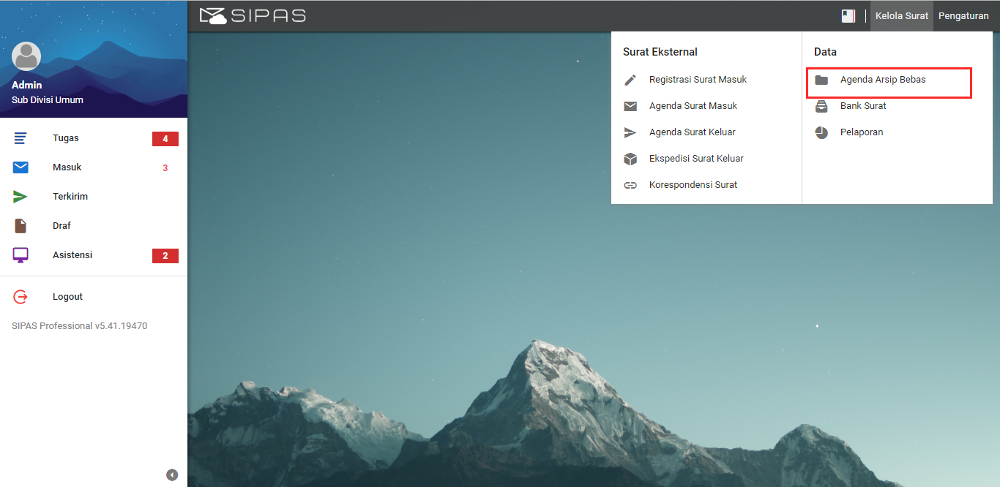 SIPAS
Kelola Surat
Pengaturan
Admin
Sub Divisi Umum
Tugas 4
Masuk 3
Terkirim
Draf
Asistensi 2
Logout
SIPAS Professional v5.41.19470
Surat Eksternal
Registrasi Surat Masuk
Agenda Surat Masuk
Agenda Surat Keluar
Ekspedisi Surat Keluar
Korespondensi Surat
Data
Agenda Arsip Bebas
Bank Surat
Pelaporan